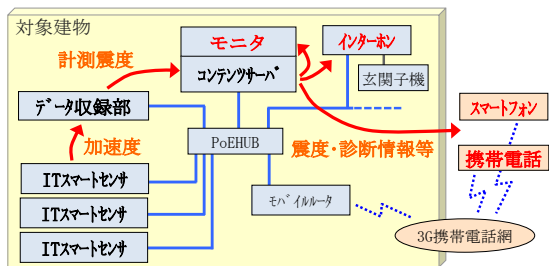 対象建物
モニタ
コンテンツサーバ
インターホン
玄関子機
計測震度
データ収録部
スマートフォン
加速度
PoEHUB
震度・診断情報等
携帯電話
ITスマートセンサ
モバイルルータ
ITスマートセンサ
3G携帯電話網
ITスマートセンサ